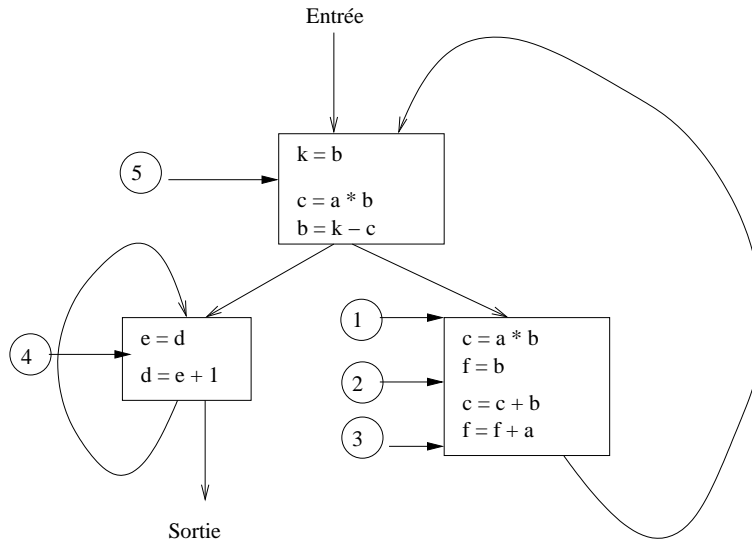 Entrée
k = b
5
c = a * b
b = k − c
1
e = d
c = a * b
f = b
4
d = e + 1
2
c = c + b
f = f + a
3
Sortie